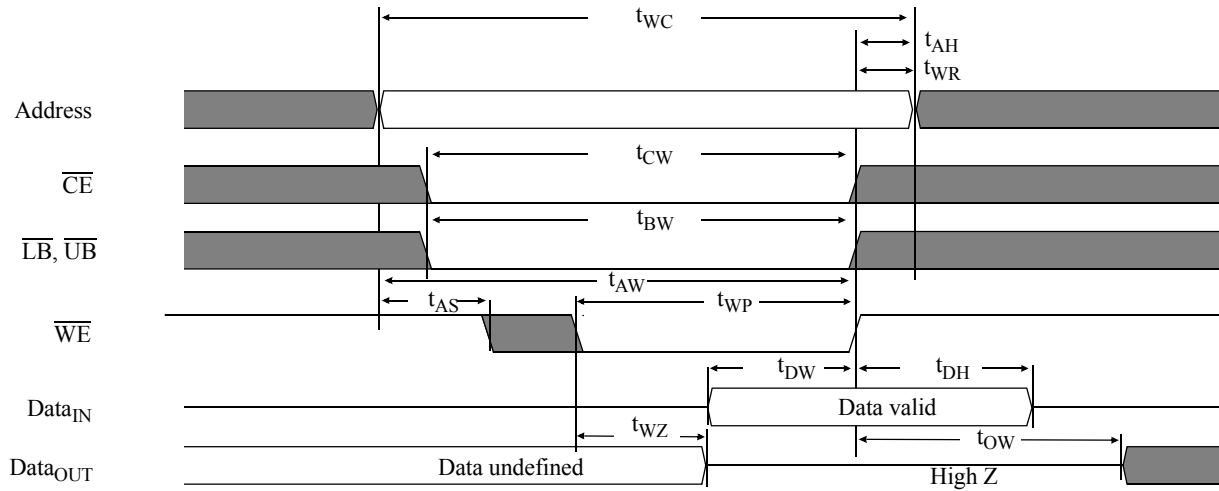 tWC
tAH
tWR
Address
tCW
CE
tBW
LB, UB
tAW
tAS
tWP
WE
tDW
tDH
DataIN
Data valid
tWZ
tOW
DataOUT
Data undefined
High Z